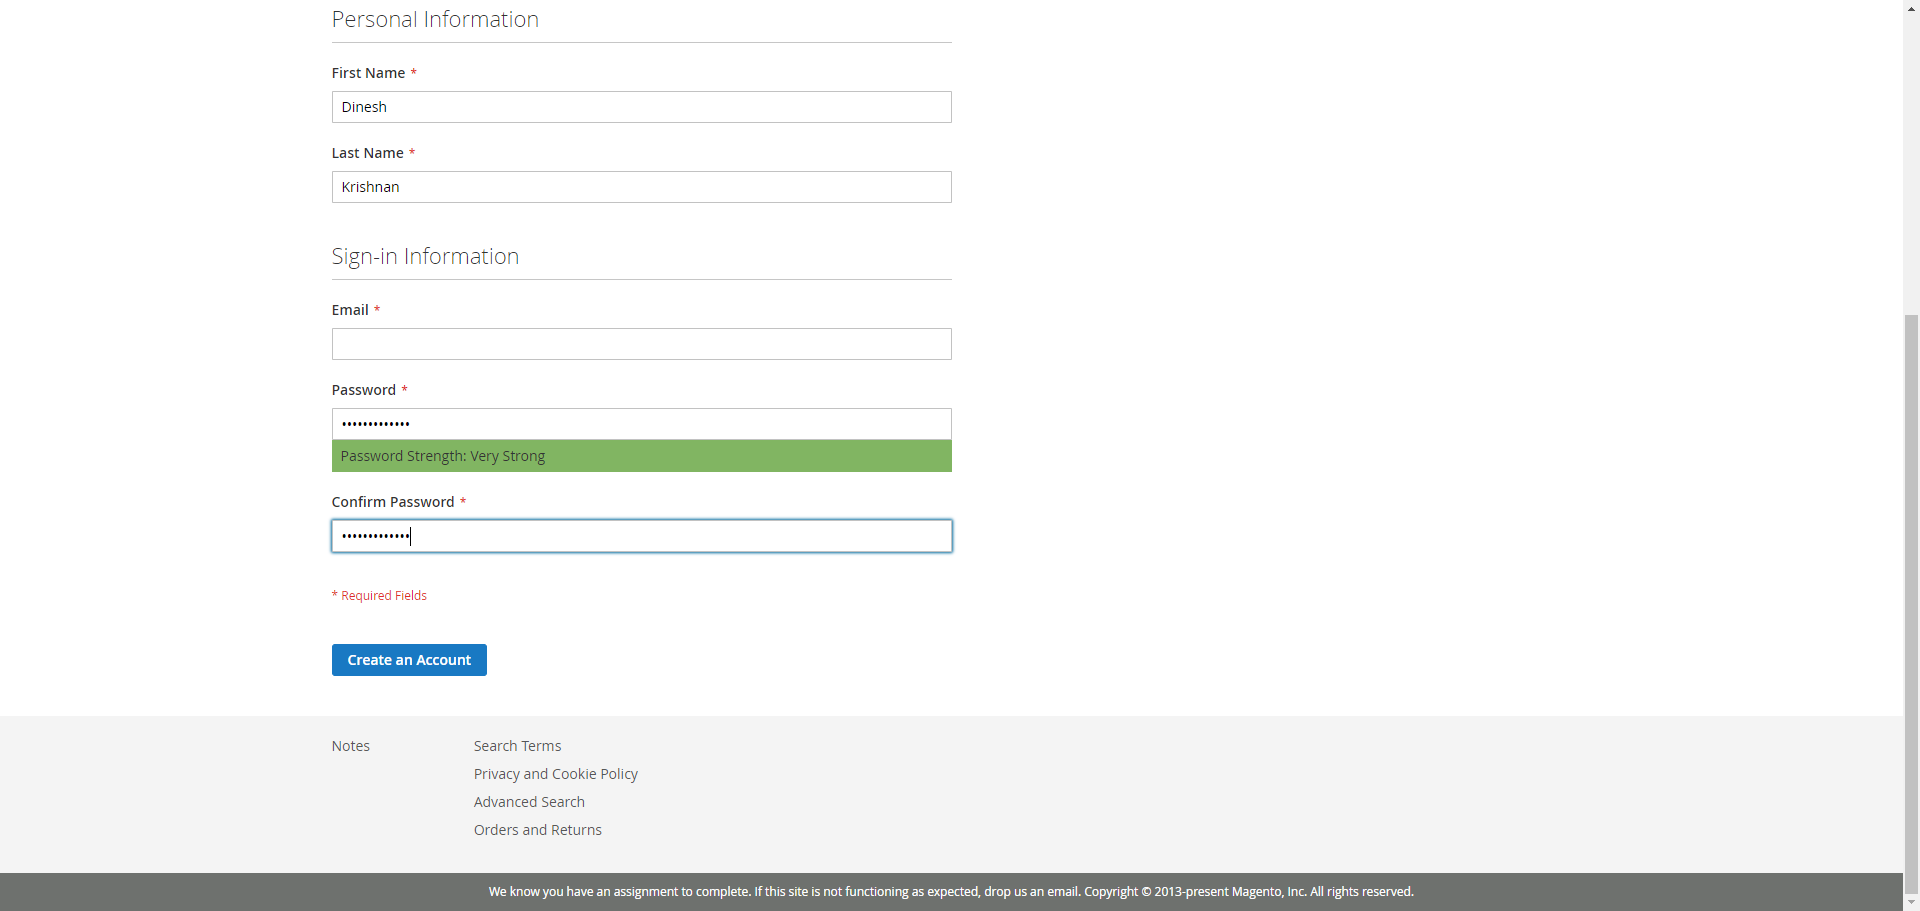 Personal Information
First Name *
Dinesh
Last Name *
Krishnan
Sign-in Information
Email *
Password *
•••••••••••••
Password Strength: Very Strong
Confirm Password *
•••••••••••••
* Required Fields
Create an Account
Notes
Search Terms
Privacy and Cookie Policy
Advanced Search
Orders and Returns
We know you have an assignment to complete. If this site is not functioning as expected, drop us an email. Copyright © 2013-present Magento, Inc. All rights reserved.